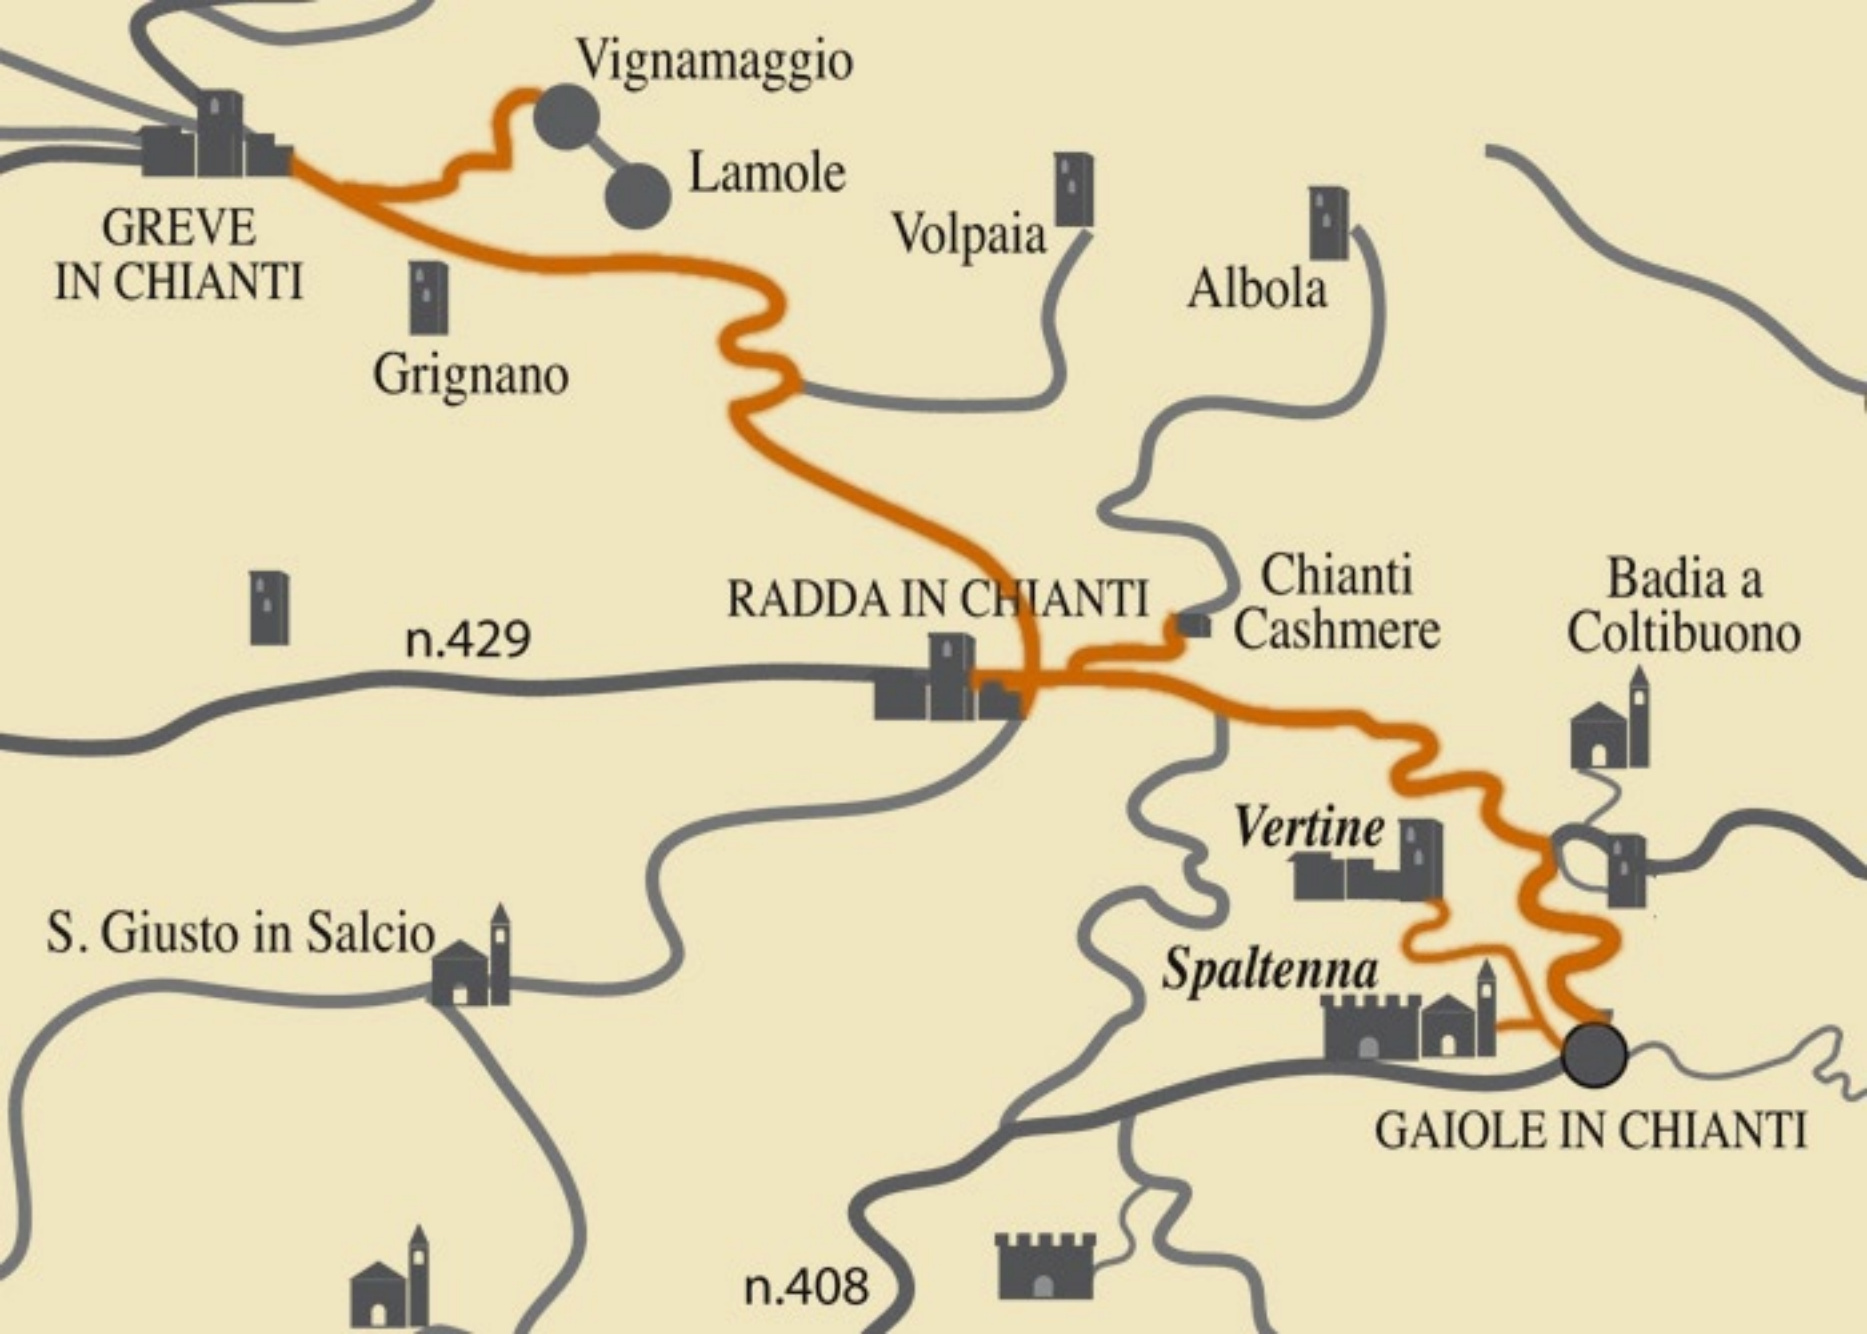 Vignamaggio
Lamole
GREVE
IN CHIANTI
Volpaia
Albola
Grignano
RADDA IN CHIANTI
Chianti
Cashmere
Badia a
Coltibuono
n.429
Vertine
S. Giusto in Salcio
Spaltenna
GAIOLE IN CHIANTI
n.408